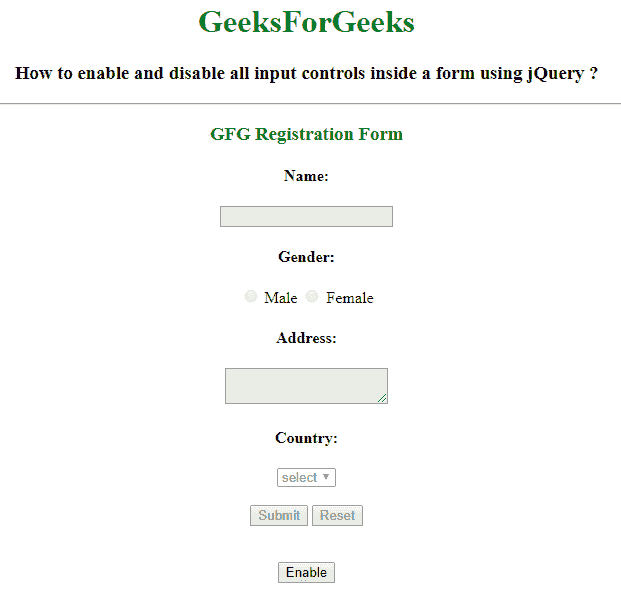 GeeksForGeeks
How to enable and disable all input controls inside a form using jQuery ?
GFG Registration Form
Name:
Gender:
Male Female
Address:
Country:
select
Submit Reset
Enable